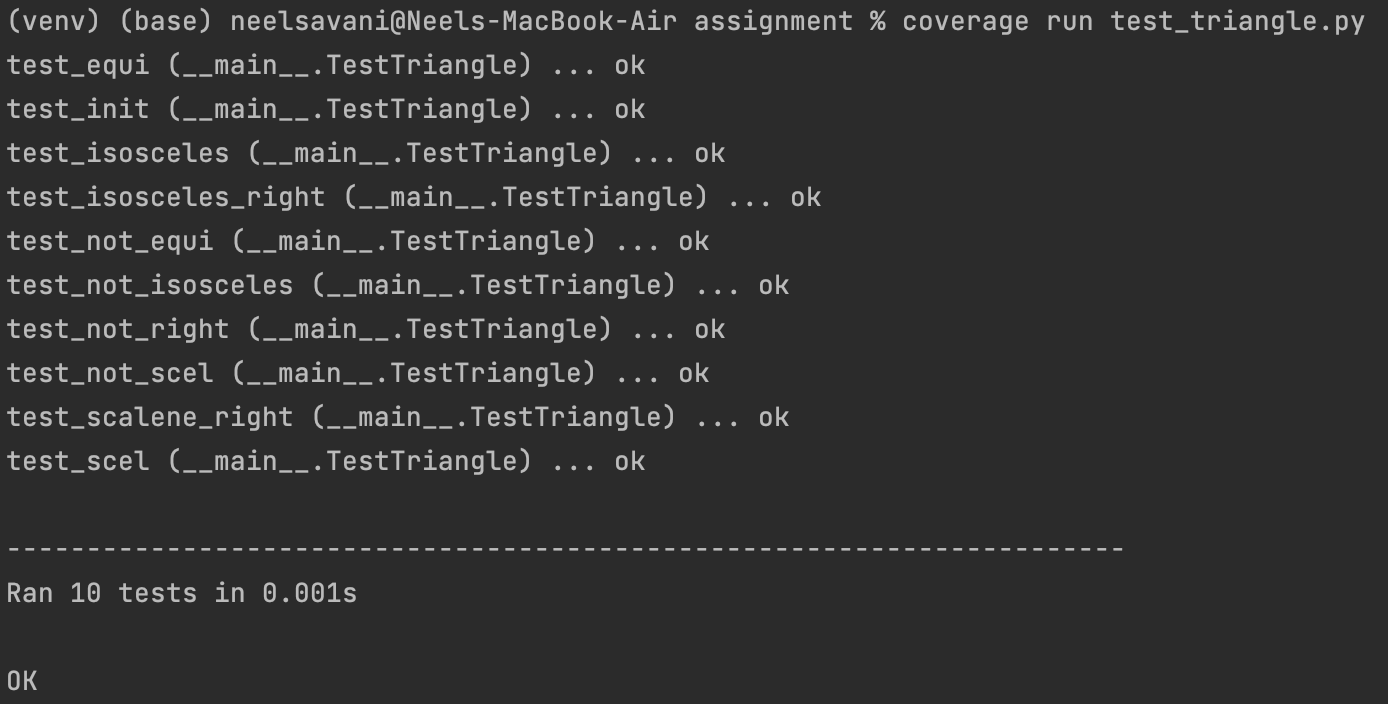 (venv) (base) neelsavani@Neels-MacBook-Air assignment % coverage run test_triangle.py
test_equi (__main__.TestTriangle) ... ok
test_init (__main__.TestTriangle) ... ok
test_isosceles (__main__.TestTriangle) ... ok
test_isosceles_right (__main__.TestTriangle) ... ok
test_not_equi (__main__.TestTriangle) ... ok
test_not_isosceles (__main__.TestTriangle) ... ok
test_not_right (__main__.TestTriangle) ... ok
test_not_scel (__main__.TestTriangle) ... ok
test_scalene_right (__main__.TestTriangle) ... ok
test_scel (__main__.TestTriangle) ... ok
----------------------------------------------------------------------
Ran 10 tests in 0.001s
OK